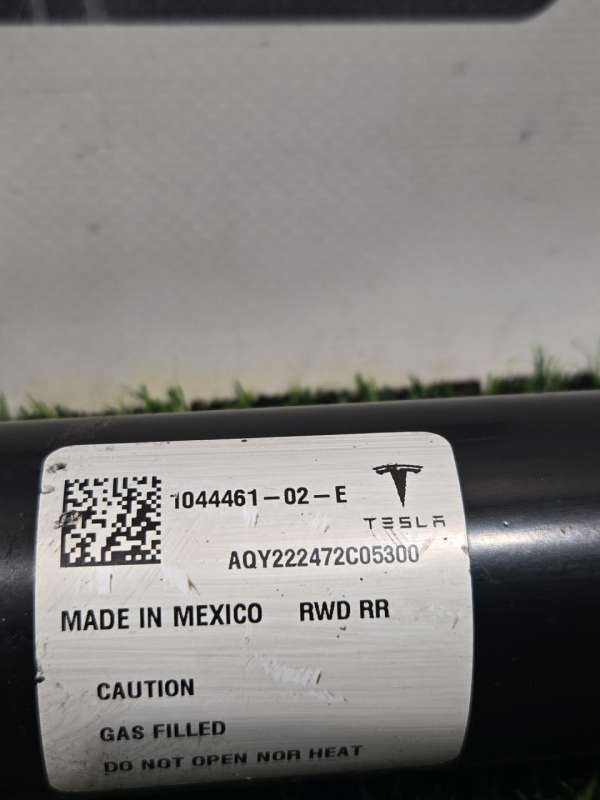 1044461-02-E
TESLA
AQY222472C05300
MADE IN MEXICO RWD RR
CAUTION
GAS FILLED
DO NOT OPEN NOR HEAT